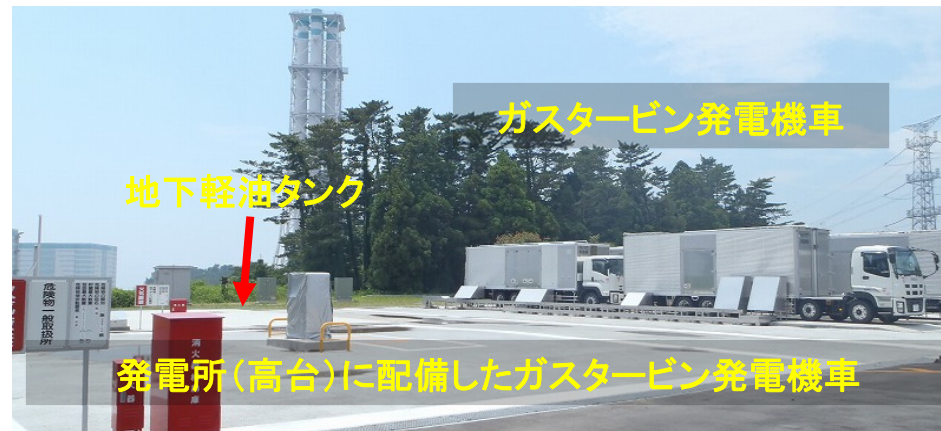 ガスタービン発電機車
地下軽油タンク
危険物一般取扱所
発電所(高台)に配備したガスタービン発電機車